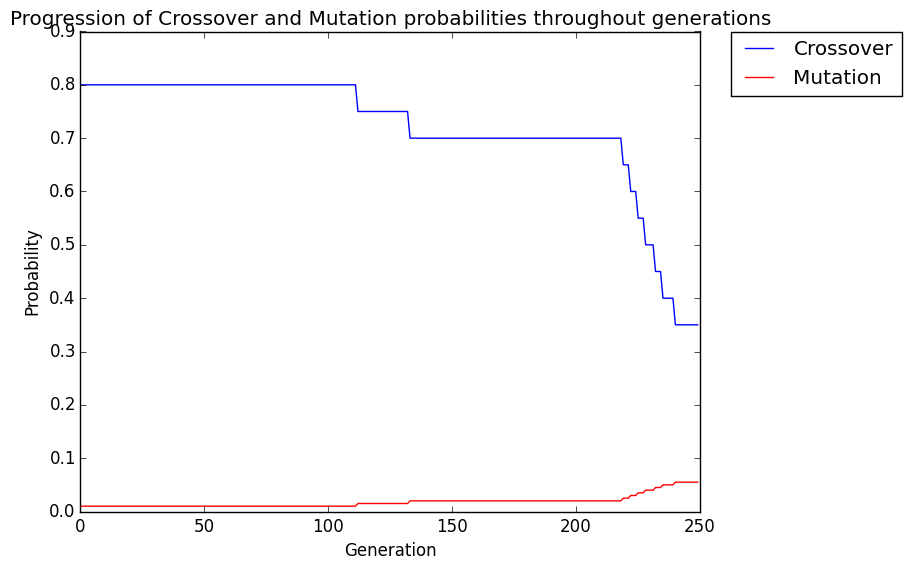 Progression of Crossover and Mutation probabilities throughout generations
Crossover
Mutation
0.9
0.8
0.7
0.6
0.5
0.4
0.3
0.2
0.1
0.0
Probability
0 50 100 150 200 250
Generation